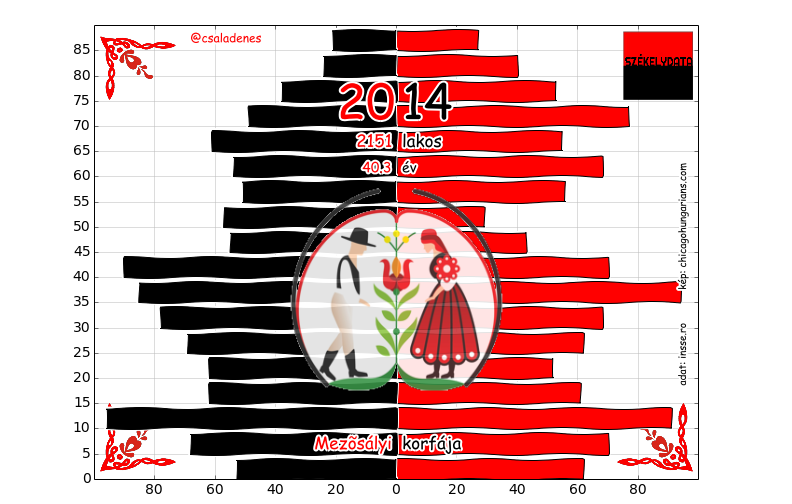 @csaladenes
SZÉKELYDATA
2014
2151 lakos
40.3 év
kép: chicagohungarians.com
adat: insse.ro
Mezősályi korfája
85
80
75
70
65
60
55
50
45
40
35
30
25
20
15
10
5
0
80 60 40 20 0 20 40 60 80